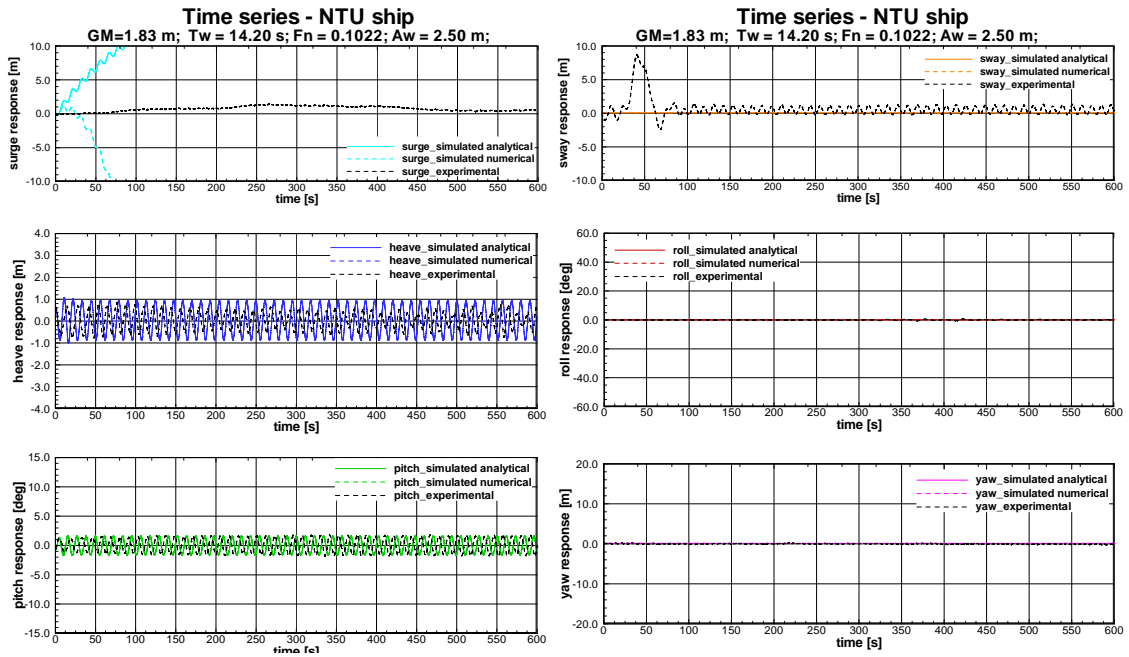 Time series - NTU ship
GM=1.83 m; Tw = 14.20 s; Fn = 0.1022; Aw = 2.50 m;
surge response [m]
10.0
5.0
0.0
-5.0
-10.0
surge_simulated analytical
surge_simulated numerical
surge_experimental
0 50 100 150 200 250 300 350 400 450 500 550 600
time [s]
Time series - NTU ship
GM=1.83 m; Tw = 14.20 s; Fn = 0.1022; Aw = 2.50 m;
sway response [m]
10.0
5.0
0.0
-5.0
-10.0
sway_simulated analytical
sway_simulated numerical
sway_experimental
0 50 100 150 200 250 300 350 400 450 500 550 600
time [s]
heave response [m]
4.0
3.0
2.0
1.0
0.0
-1.0
-2.0
-3.0
-4.0
heave_simulated analytical
heave_simulated numerical
heave_experimental
0 50 100 150 200 250 300 350 400 450 500 550 600
time [s]
roll response [deg]
60.0
40.0
20.0
0.0
-20.0
-40.0
-60.0
roll_simulated analytical
roll_simulated numerical
roll_experimental
0 50 100 150 200 250 300 350 400 450 500 550 600
time [s]
pitch response [deg]
15.0
10.0
5.0
0.0
-5.0
-10.0
-15.0
pitch_simulated analytical
pitch_simulated numerical
pitch_experimental
0 50 100 150 200 250 300 350 400 450 500 550 600
time [s]
yaw response [m]
20.0
10.0
0.0
-10.0
-20.0
yaw_simulated analytical
yaw_simulated numerical
yaw_experimental
0 50 100 150 200 250 300 350 400 450 500 550 600
time [s]